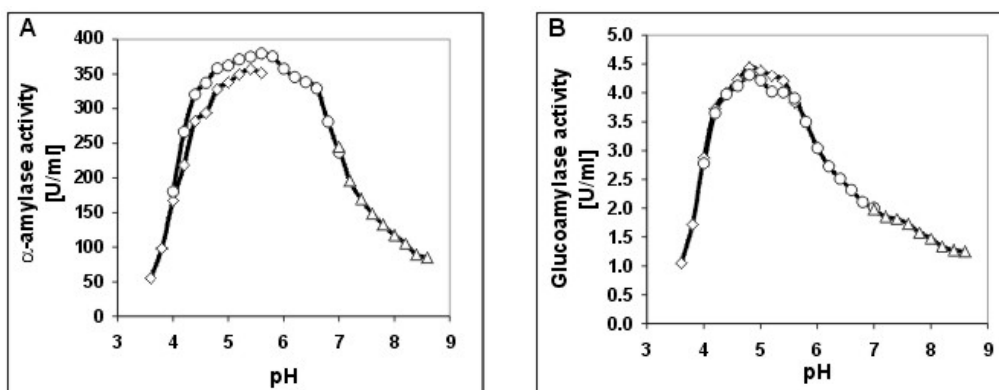 A
α-amylase activity
[U/ml]
400
350
300
250
200
150
100
50
0
3 4 5 6 7 8 9
pH
B
Glucoamylase activity
[U/ml]
5.0
4.5
4.0
3.5
3.0
2.5
2.0
1.5
1.0
0.5
0.0
3 4 5 6 7 8 9
pH